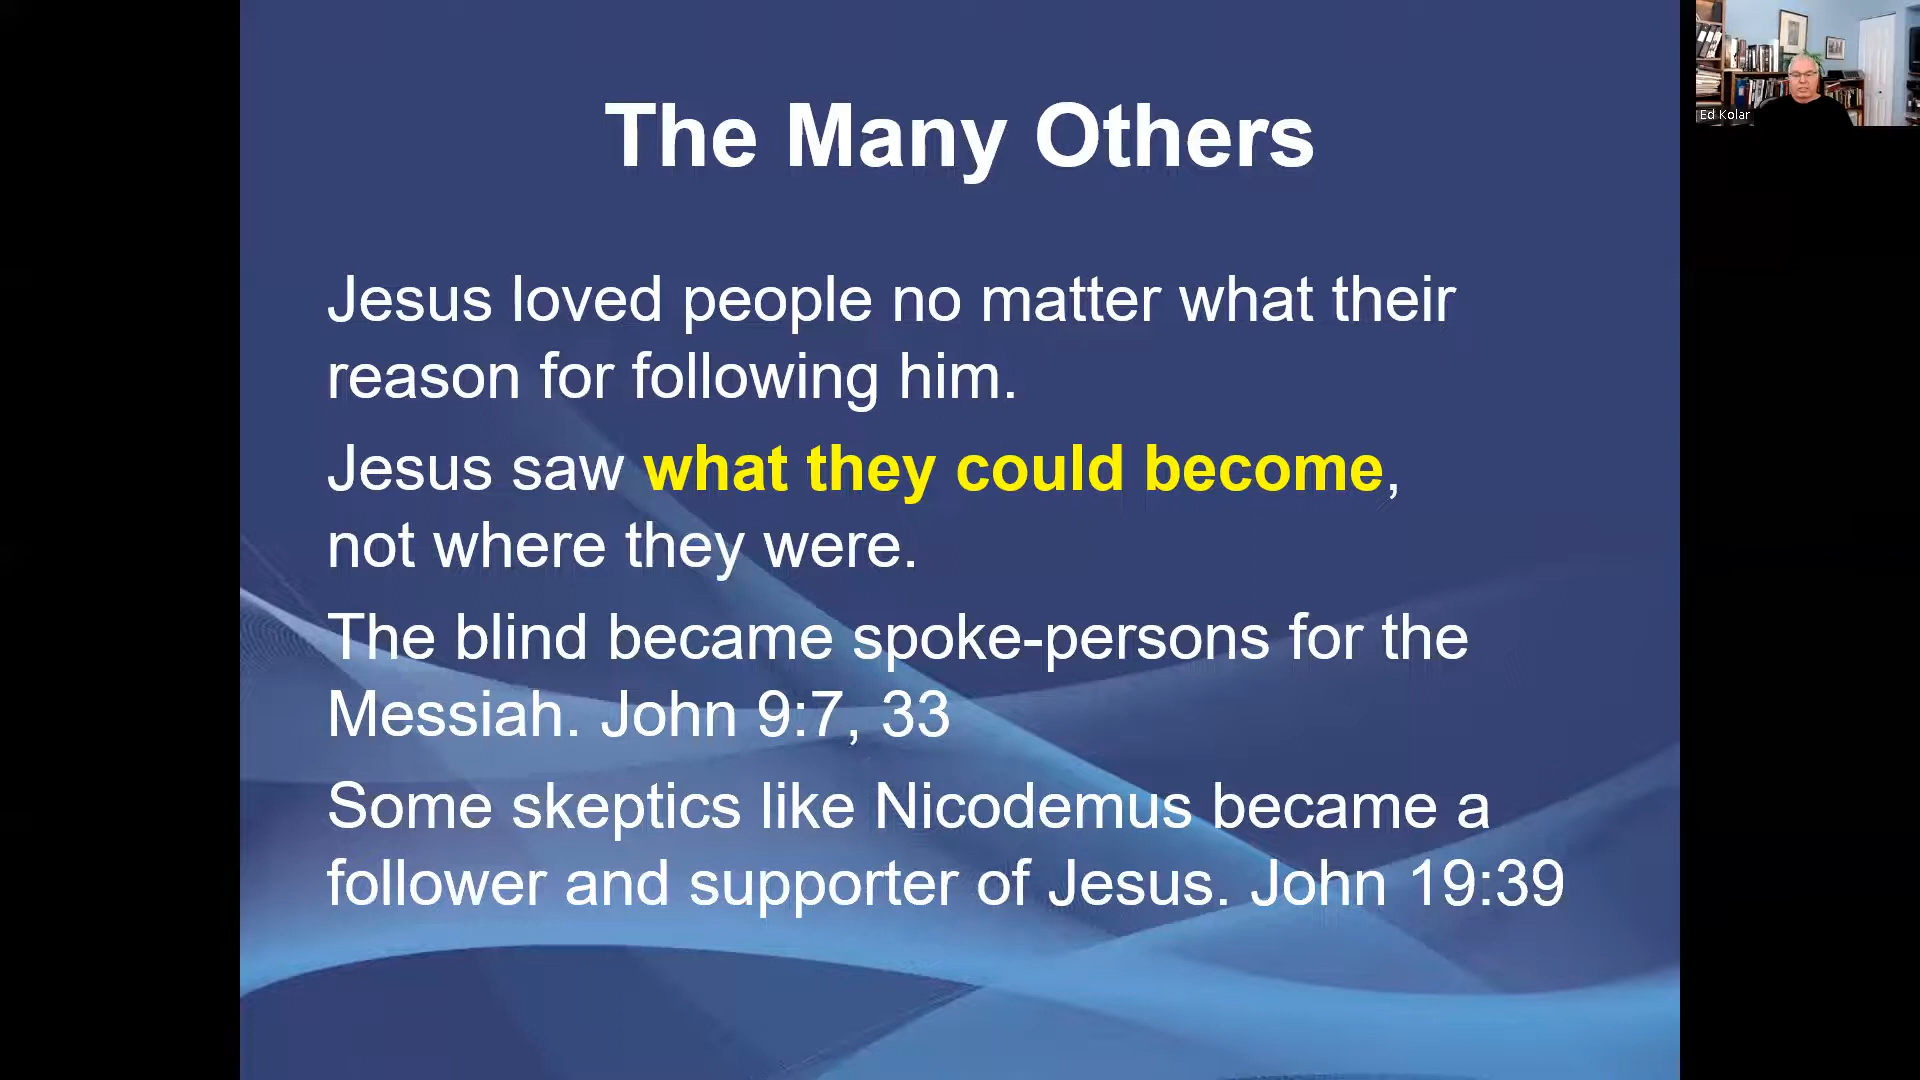 The Many Others
Jesus loved people no matter what their
reason for following him.
Jesus saw what they could become,
not where they were.
The blind became spoke-persons for the
Messiah. John 9:7, 33
Some skeptics like Nicodemus became a
follower and supporter of Jesus. John 19:39
Ed Kolar